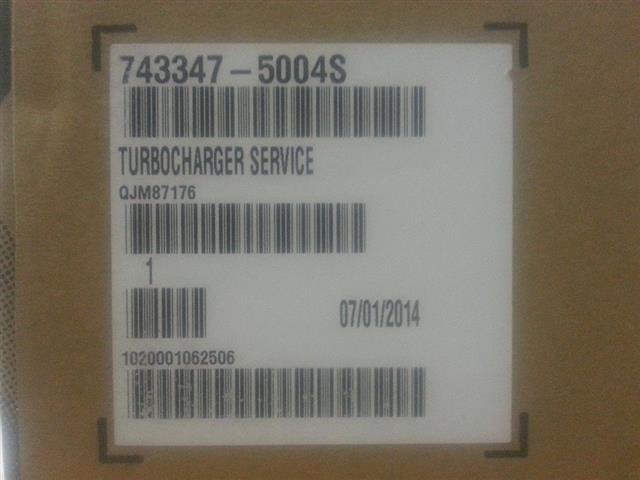 743347-5004S
TURBOCHARGER SERVICE
QJM87176
1
07/01/2014
1020001062506